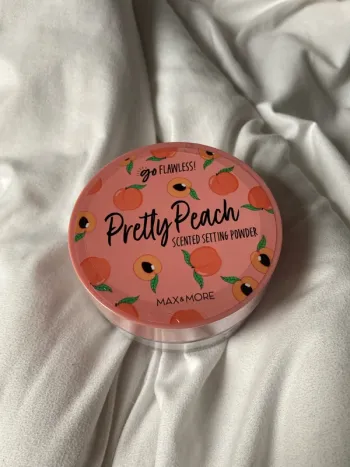 go FLAWLESS!
Pretty Peach
SCENTED SETTING POWDER
MAX&MORE